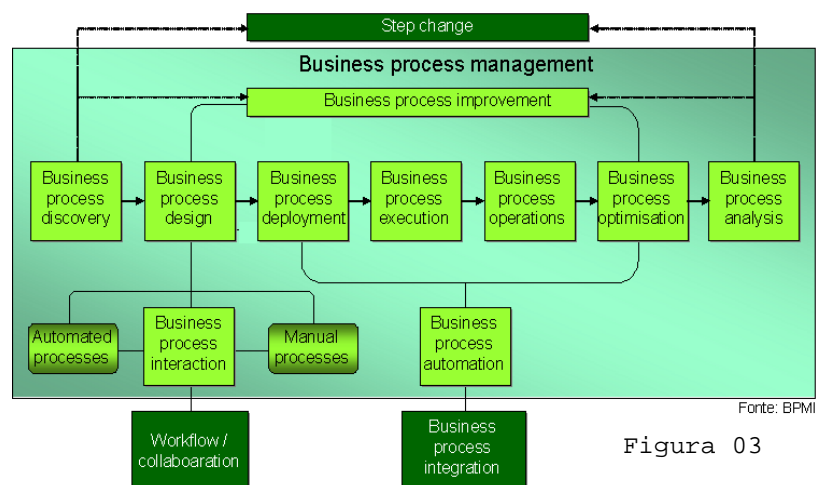 Step change
Business process management
Business process improvement
Business
process
discovery
Business
process
design
Business
process
deployment
Business
process
execution
Business
process
operations
Business
process
optimisation
Business
process
analysis
Automated
processes
Business
process
interaction
Manual
processes
Business
process
automation
Fonte: BPMI
Workflow /
collaboaration
Business
process
integration
Figura 03